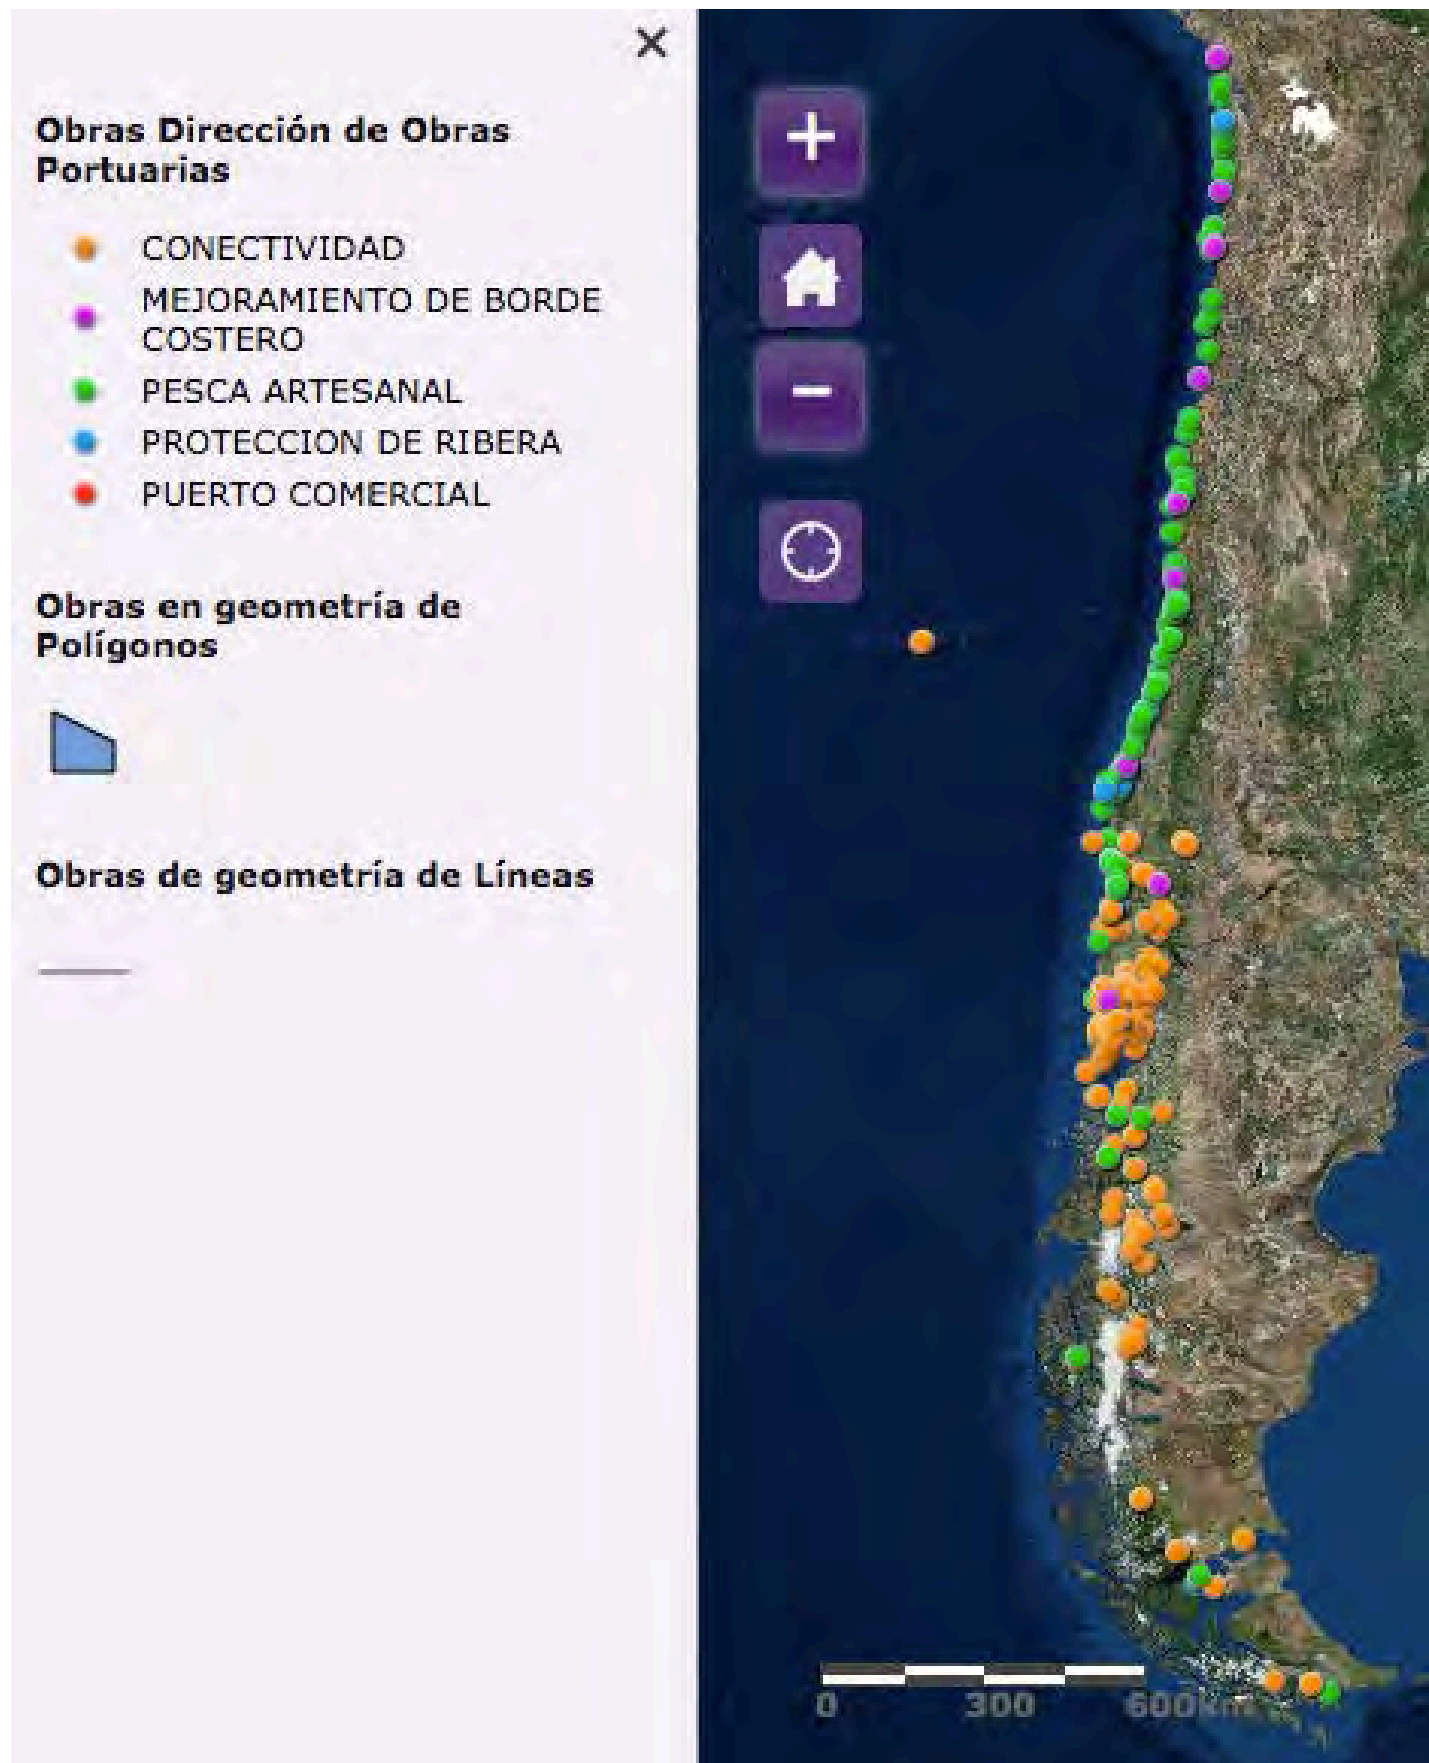 Obras Dirección de Obras
Portuarias
CONECTIVIDAD
MEJORAMIENTO DE BORDE
COSTERO
PESCA ARTESANAL
PROTECCION DE RIBERA
PUERTO COMERCIAL
Obras en geometría de
Polígonos
Obras de geometría de Líneas
0 300 600km